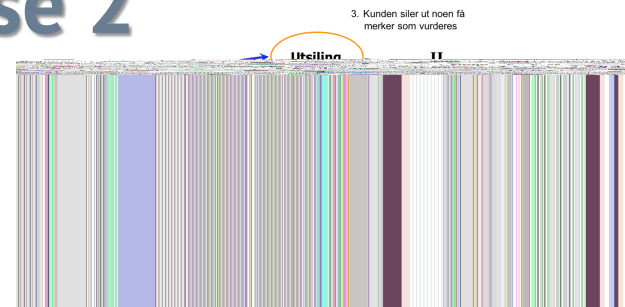 se 2
3. Kunden siler ut noen få
merker som vurderes
Utsiling